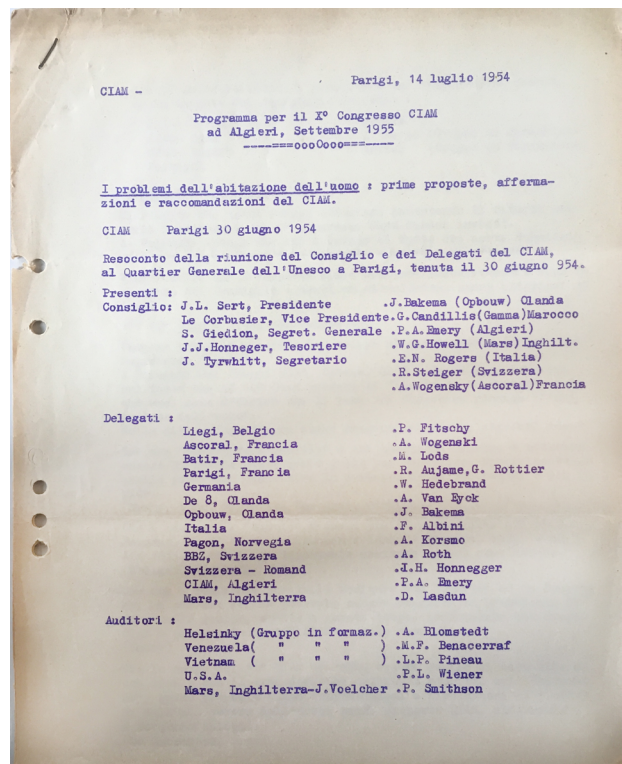 Parigi, 14 luglio 1954
CIAM -
Programma per il X° Congresso CIAM
ad Algieri, Settembre 1955
----===oooOooo===----
I problemi dell'abitazione dell'uomo : prime proposte, afferma-
zioni e raccomandazioni del CIAM.
CIAM Parigi 30 giugno 1954
Resoconto della riunione del Consiglio e dei Delegati del CIAM,
al Quartier Generale dell'Unesco a Parigi, tenuta il 30 giugno 954.
Presenti :
Consiglio: J.L. Sert, Presidente .J.Bakema (Opbouw) Olanda
Le Corbusier, Vice Presidente.G.Candillis(Gamma)Marocco
S. Giedion, Segret. Generale .P.A.Emery (Algieri)
J.J.Honneger, Tesoriere .W.G.Howell (Mars)Inghilt.
J. Tyrwhitt, Segretario .E.N. Rogers (Italia)
.R.Steiger (Svizzera)
.A.Wogensky(Ascoral)Francia
Delegati :
Liegi, Belgio .P. Fitschy
Ascoral, Francia .A. Wogenski
Batir, Francia .M. Lods
Parigi, Francia .R. Aujame,G. Rottier
Germania .W. Hedebrand
De 8, Olanda .A. Van Eyck
Opbouw, Olanda .J. Bakema
Italia .F. Albini
Pagon, Norvegia .A. Korsmo
BBZ, Svizzera .A. Roth
Svizzera - Romand .I.H. Honnegger
CIAM, Algieri .P.A. Emery
Mars, Inghilterra .D. Lasdun
Auditori :
Helsinky (Gruppo in formaz.) .A. Blomstedt
Venezuela( " " " ) .M.F. Benacerraf
Vietnam ( " " " ) .L.P. Pineau
U.S.A. .P.L. Wiener
Mars, Inghilterra-J.Voelcher .P. Smithson